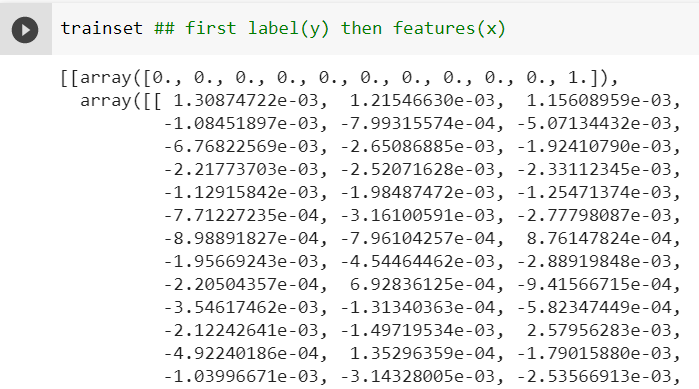 trainset ## first label(y) then features(x)
[[array([0., 0., 0., 0., 0., 0., 0., 0., 0., 0., 1.]),
array([[ 1.30874722e-03, 1.21546630e-03, 1.15608959e-03,
-1.08451897e-03, -7.99315574e-04, -5.07134432e-03,
-6.76822569e-03, -2.65086885e-03, -1.92410790e-03,
-2.21773703e-03, -2.52071628e-03, -2.33112345e-03,
-1.12915842e-03, -1.98487472e-03, -1.25471374e-03,
-7.71227235e-04, -3.16100591e-03, -2.77798087e-03,
-8.98891827e-04, -7.96104257e-04, 8.76147824e-04,
-1.95669243e-03, -4.54464462e-03, -2.88919848e-03,
-2.20504357e-04, 6.92836125e-04, -9.41566715e-04,
-3.54617462e-03, -1.31340363e-04, -5.82347449e-04,
-2.12242641e-03, -1.49719534e-03, 2.57956283e-03,
-4.92240186e-04, 1.35296359e-04, -1.79015880e-03,
-1.03996671e-03, -3.14328005e-03, -2.53566913e-03,